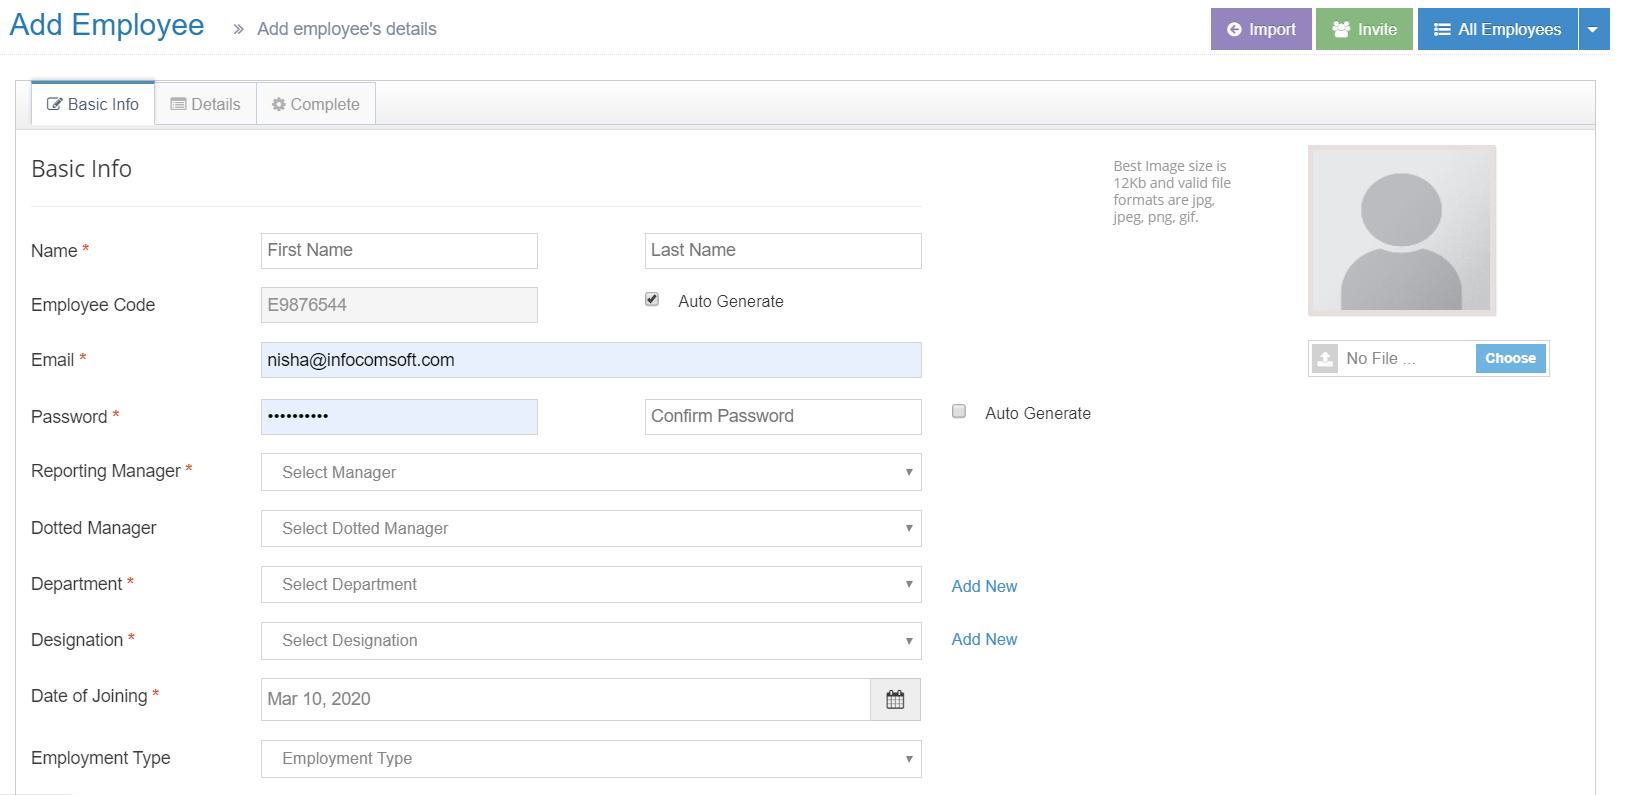 Add Employee » Add employee's details Import Invite All Employees
Basic Info Details Complete
Basic Info
Best Image size is
12Kb and valid file
formats are jpg,
jpeg, png, gif.
Name * First Name Last Name
Employee Code E9876544 Auto Generate
Email * nisha@infocomsoft.com
No File ... Choose
Password * •••••••••• Confirm Password Auto Generate
Reporting Manager * Select Manager
Dotted Manager Select Dotted Manager
Department * Select Department Add New
Designation * Select Designation Add New
Date of Joining * Mar 10, 2020
Employment Type Employment Type